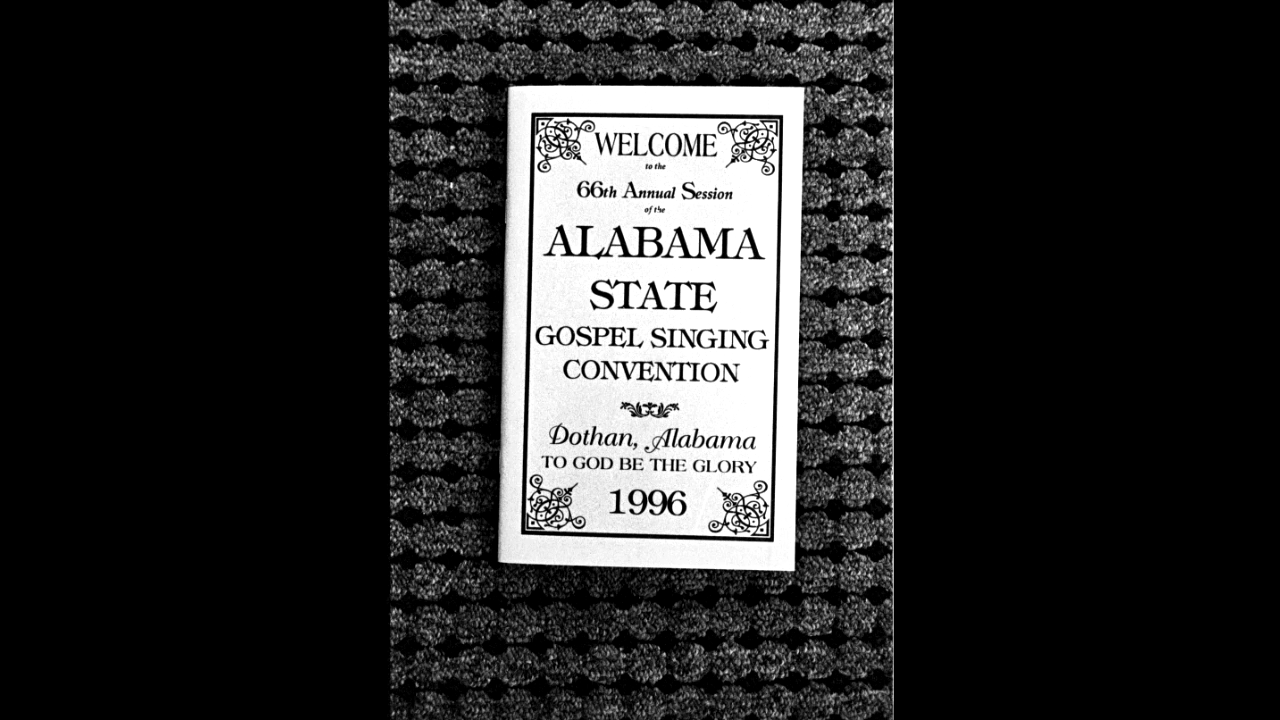 WELCOME
to the
66th Annual Session
of the
ALABAMA
STATE
GOSPEL SINGING
CONVENTION
Dothan, Alabama
TO GOD BE THE GLORY
1996